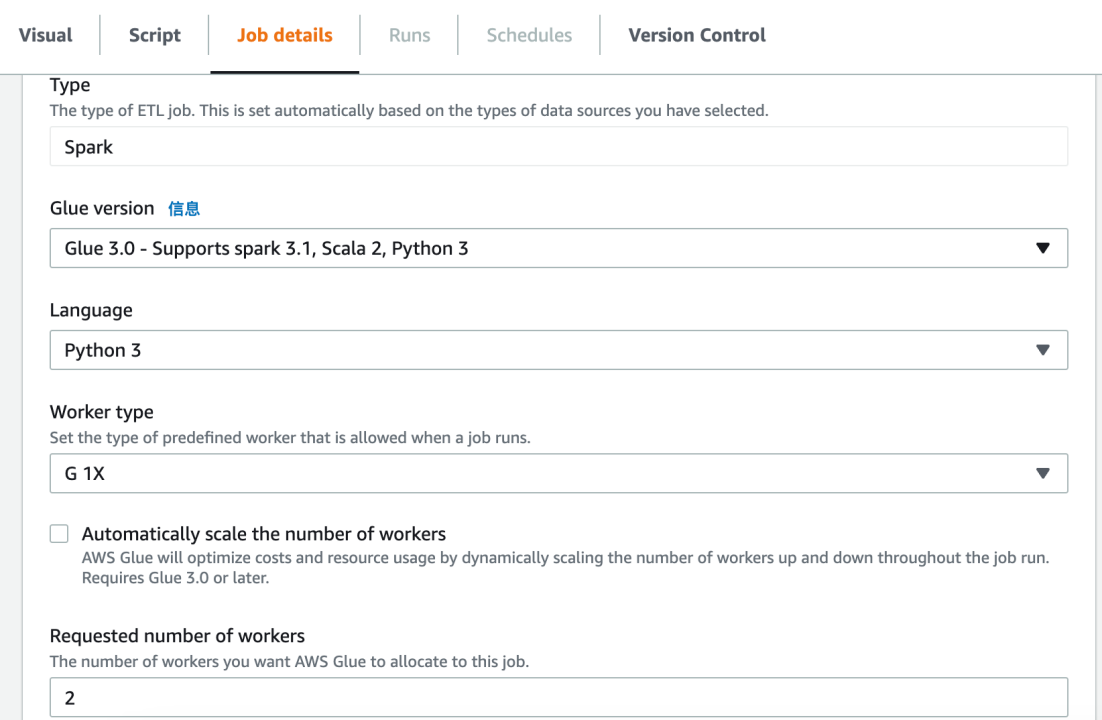 Visual
Script
Job details
Runs
Schedules
Version Control
Type
The type of ETL job. This is set automatically based on the types of data sources you have selected.
Spark
Glue version 信息
Glue 3.0 - Supports spark 3.1, Scala 2, Python 3
Language
Python 3
Worker type
Set the type of predefined worker that is allowed when a job runs.
G 1X
Automatically scale the number of workers
AWS Glue will optimize costs and resource usage by dynamically scaling the number of workers up and down throughout the job run.
Requires Glue 3.0 or later.
Requested number of workers
The number of workers you want AWS Glue to allocate to this job.
2